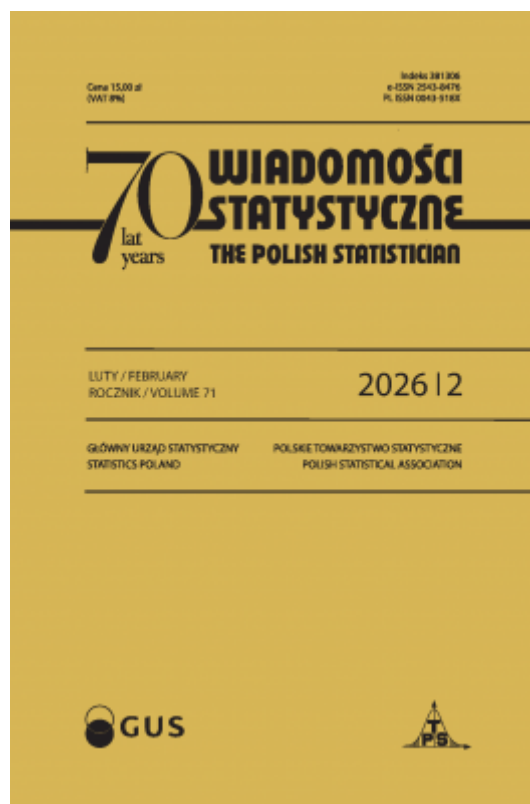 Cena 15,00 zł
(VAT 8%)
Indeks 381306
e-ISSN 2543-8476
PL ISSN 0043-518X
70 lat years
WIADOMOŚCI
STATYSTYCZNE
THE POLISH STATISTICIAN
LUTY / FEBRUARY
ROCZNIK / VOLUME 71
2026 | 2
GŁÓWNY URZĄD STATYSTYCZNY
STATISTICS POLAND
POLSKIE TOWARZYSTWO STATYSTYCZNE
POLISH STATISTICAL ASSOCIATION
GUS
T
P S